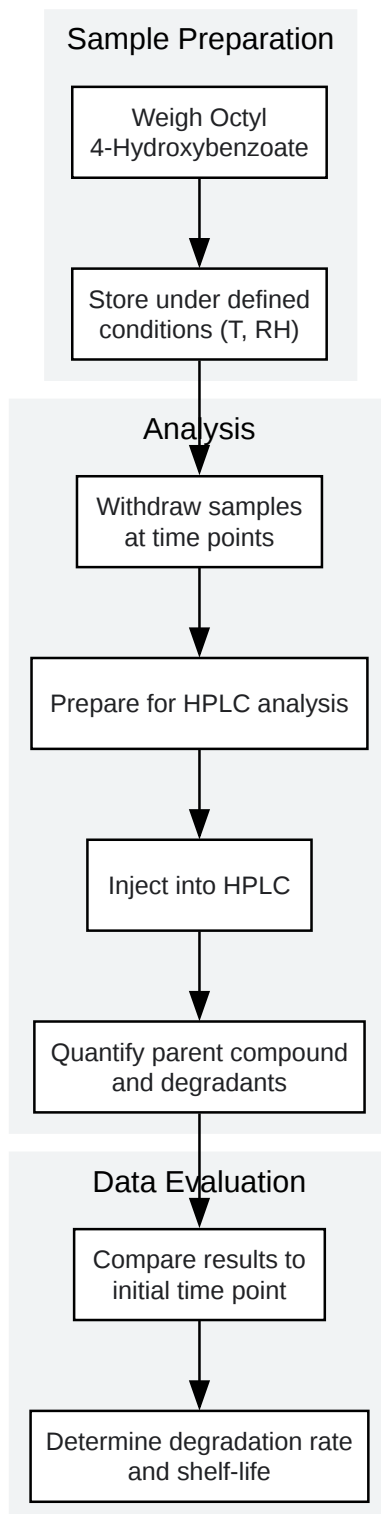 Sample Preparation
Weigh Octyl
4-Hydroxybenzoate
Store under defined
conditions (T, RH)
Analysis
Withdraw samples
at time points
Prepare for HPLC analysis
Inject into HPLC
Quantify parent compound
and degradants
Data Evaluation
Compare results to
initial time point
Determine degradation rate
and shelf-life